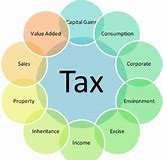 Capital Gains
Consumption
Corporate
Environment
Excise
Income
Inheritance
Property
Sales
Value Added
Tax